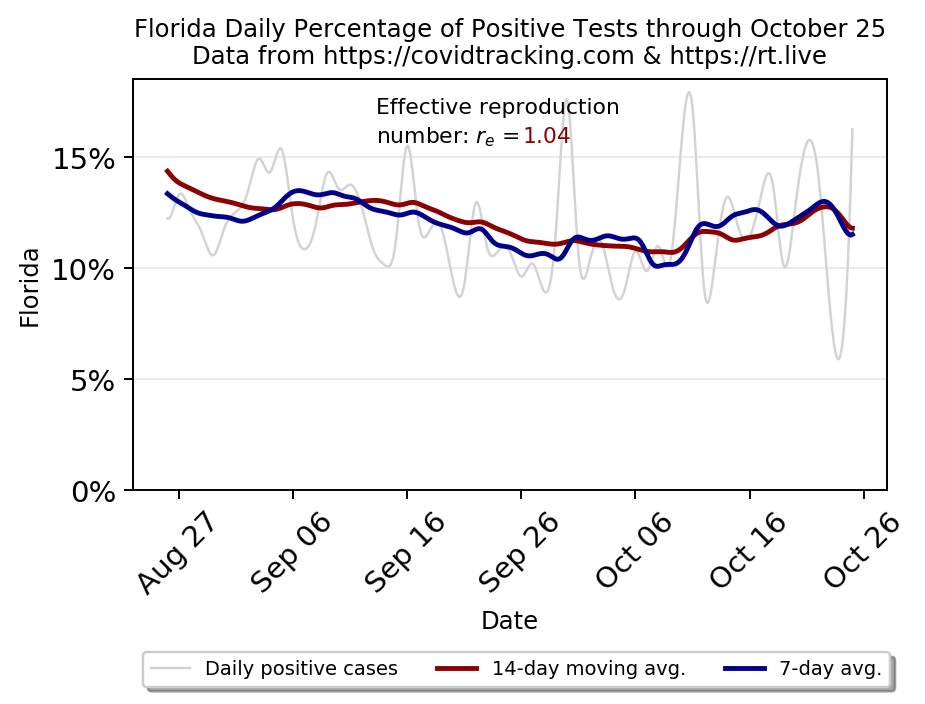 Florida Daily Percentage of Positive Tests through October 25
Data from https://covidtracking.com & https://rt.live
Effective reproduction
number: rₑ =1.04
15%
10%
5%
0%
Florida
Aug 27
Sep 06
Sep 16
Sep 26
Oct 06
Oct 16
Oct 26
Date
Daily positive cases
14-day moving avg.
7-day avg.